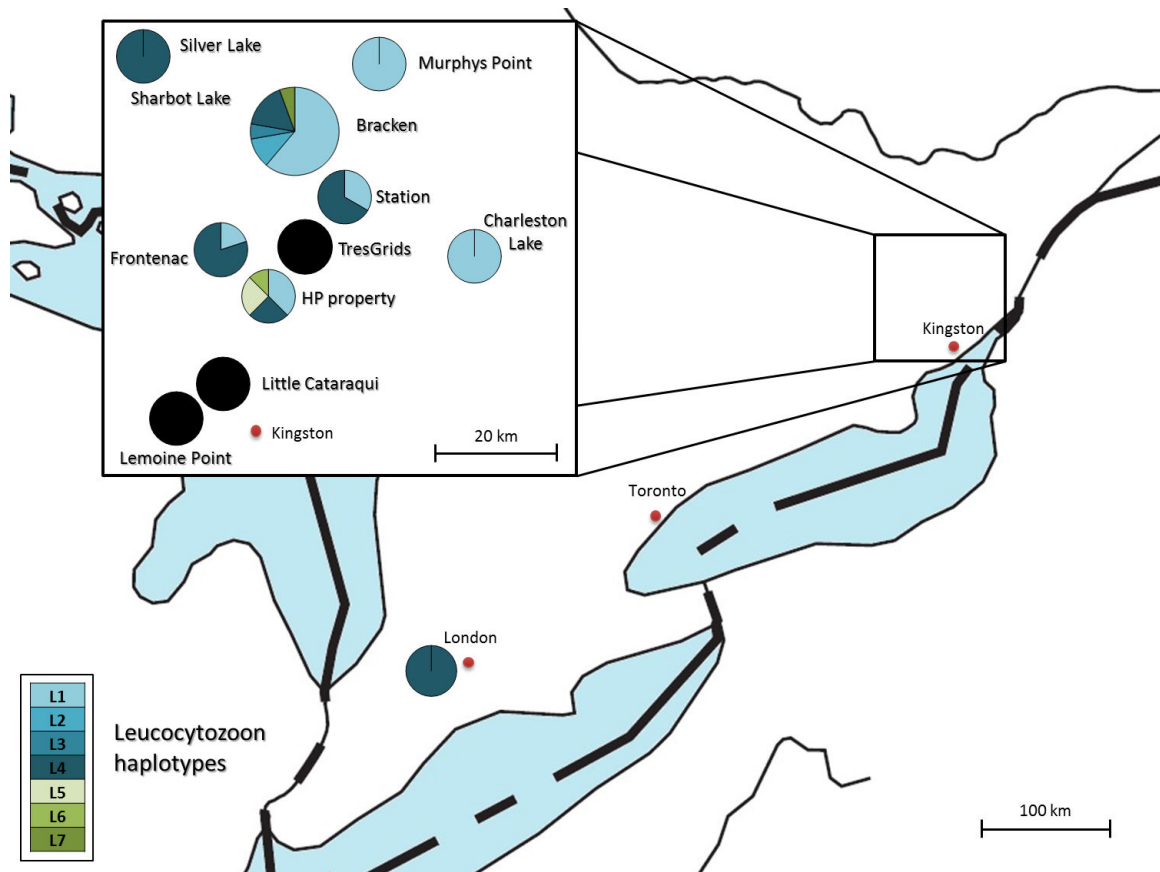 Silver Lake
Sharbot Lake
Murphys Point
Bracken
Station
Charleston
Lake
Frontenac
TresGrids
HP property
Little Cataraqui
Kingston
Lemoine Point
20 km
Kingston
Toronto
London
L1
L2
L3
L4
L5
L6
L7
Leucocytozoon
haplotypes
100 km